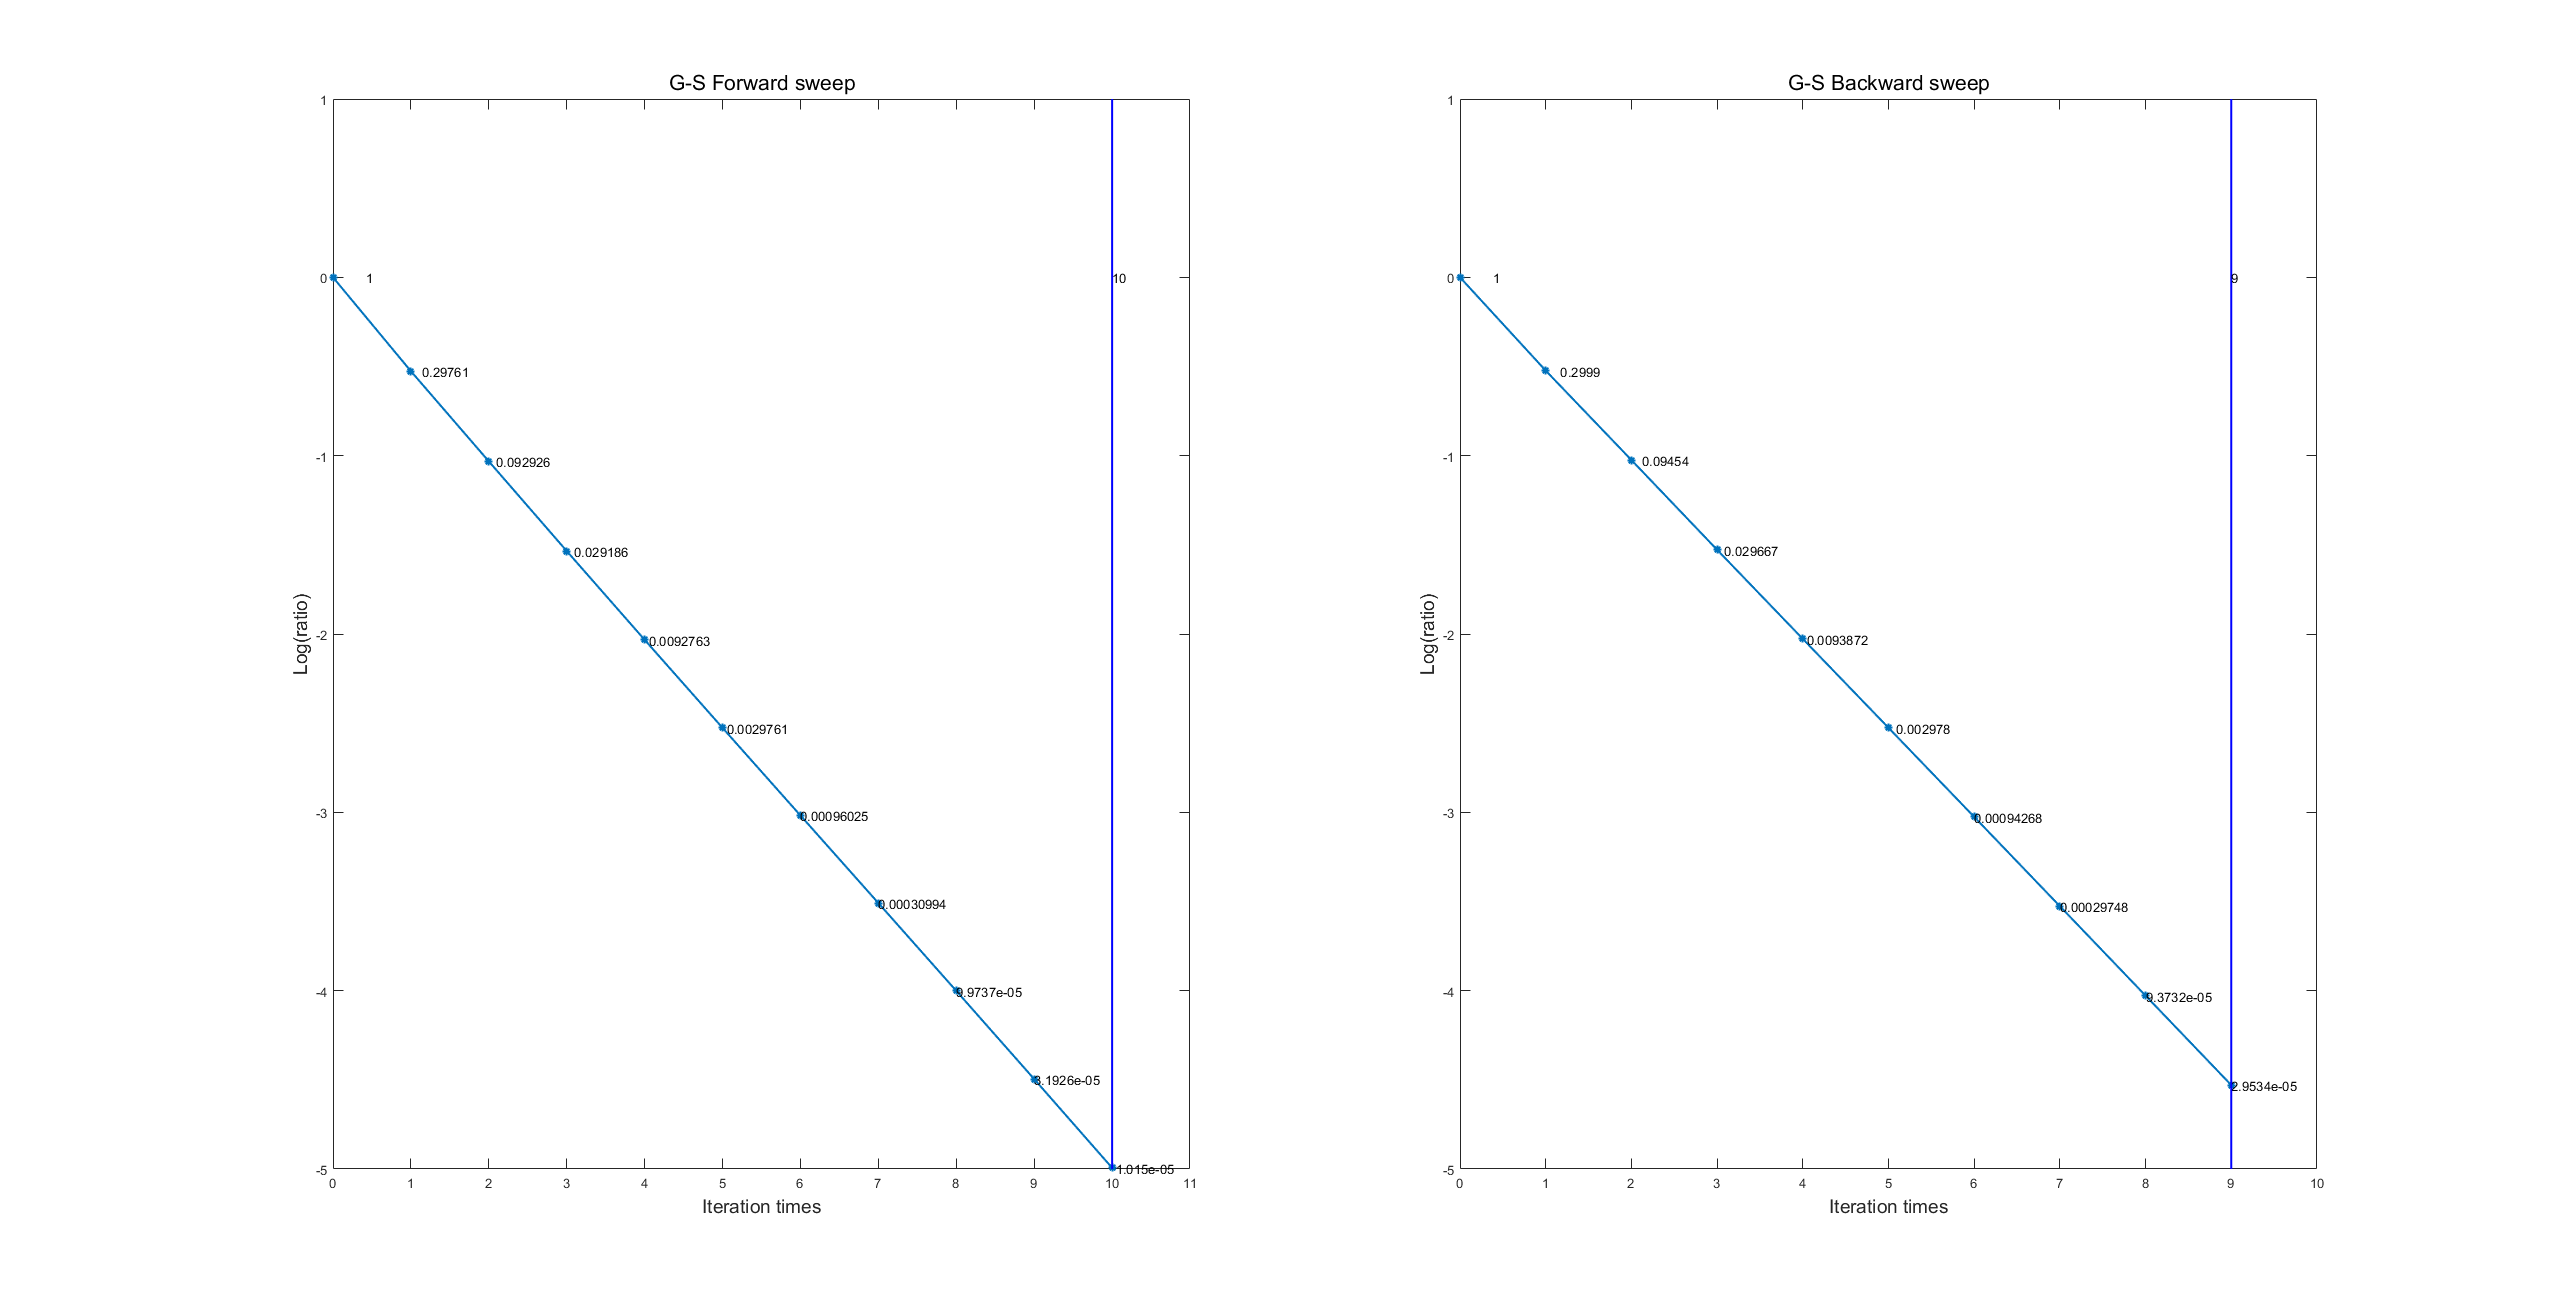 G-S Forward sweep
1
0
-1
-2
-3
-4
-5
Log(ratio)
1
10
0.29761
0.092926
0.029186
0.0092763
0.0029761
0.00096025
0.00030994
9.9737e-05
3.1926e-05
1.015e-05
0 1 2 3 4 5 6 7 8 9 10 11
Iteration times
G-S Backward sweep
1
0
-1
-2
-3
-4
-5
Log(ratio)
1
9
0.2999
0.09454
0.029667
0.0093872
0.002978
0.00094268
0.00029748
9.3732e-05
2.9534e-05
0 1 2 3 4 5 6 7 8 9 10
Iteration times